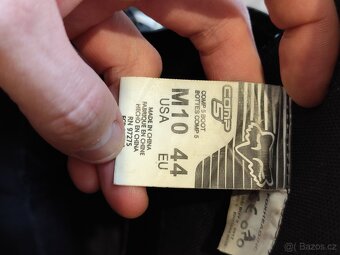 COMP
5
COMP 5 BOOT
BOTTES COMP 5
M10 44
USA EU
MADE IN CHINA
FABRIQUE EN CHINE
HECHO EN CHINA
RN 97275
Bazos.cz